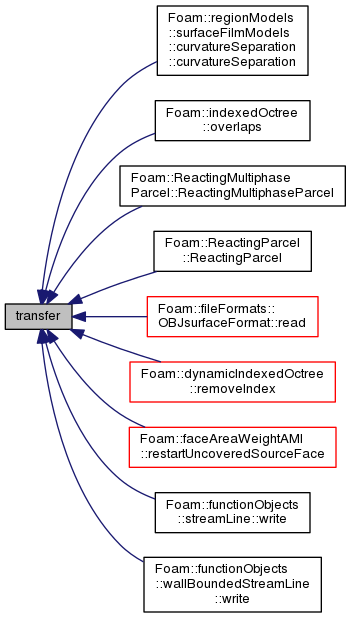 Foam::regionModels
::surfaceFilmModels
::curvatureSeparation
::curvatureSeparation
Foam::indexedOctree
::overlaps
Foam::ReactingMultiphase
Parcel::ReactingMultiphaseParcel
Foam::ReactingParcel
::ReactingParcel
transfer
Foam::fileFormats::
OBJsurfaceFormat::read
Foam::dynamicIndexedOctree
::removeIndex
Foam::faceAreaWeightAMI
::restartUncoveredSourceFace
Foam::functionObjects
::streamLine::write
Foam::functionObjects
::wallBoundedStreamLine
::write